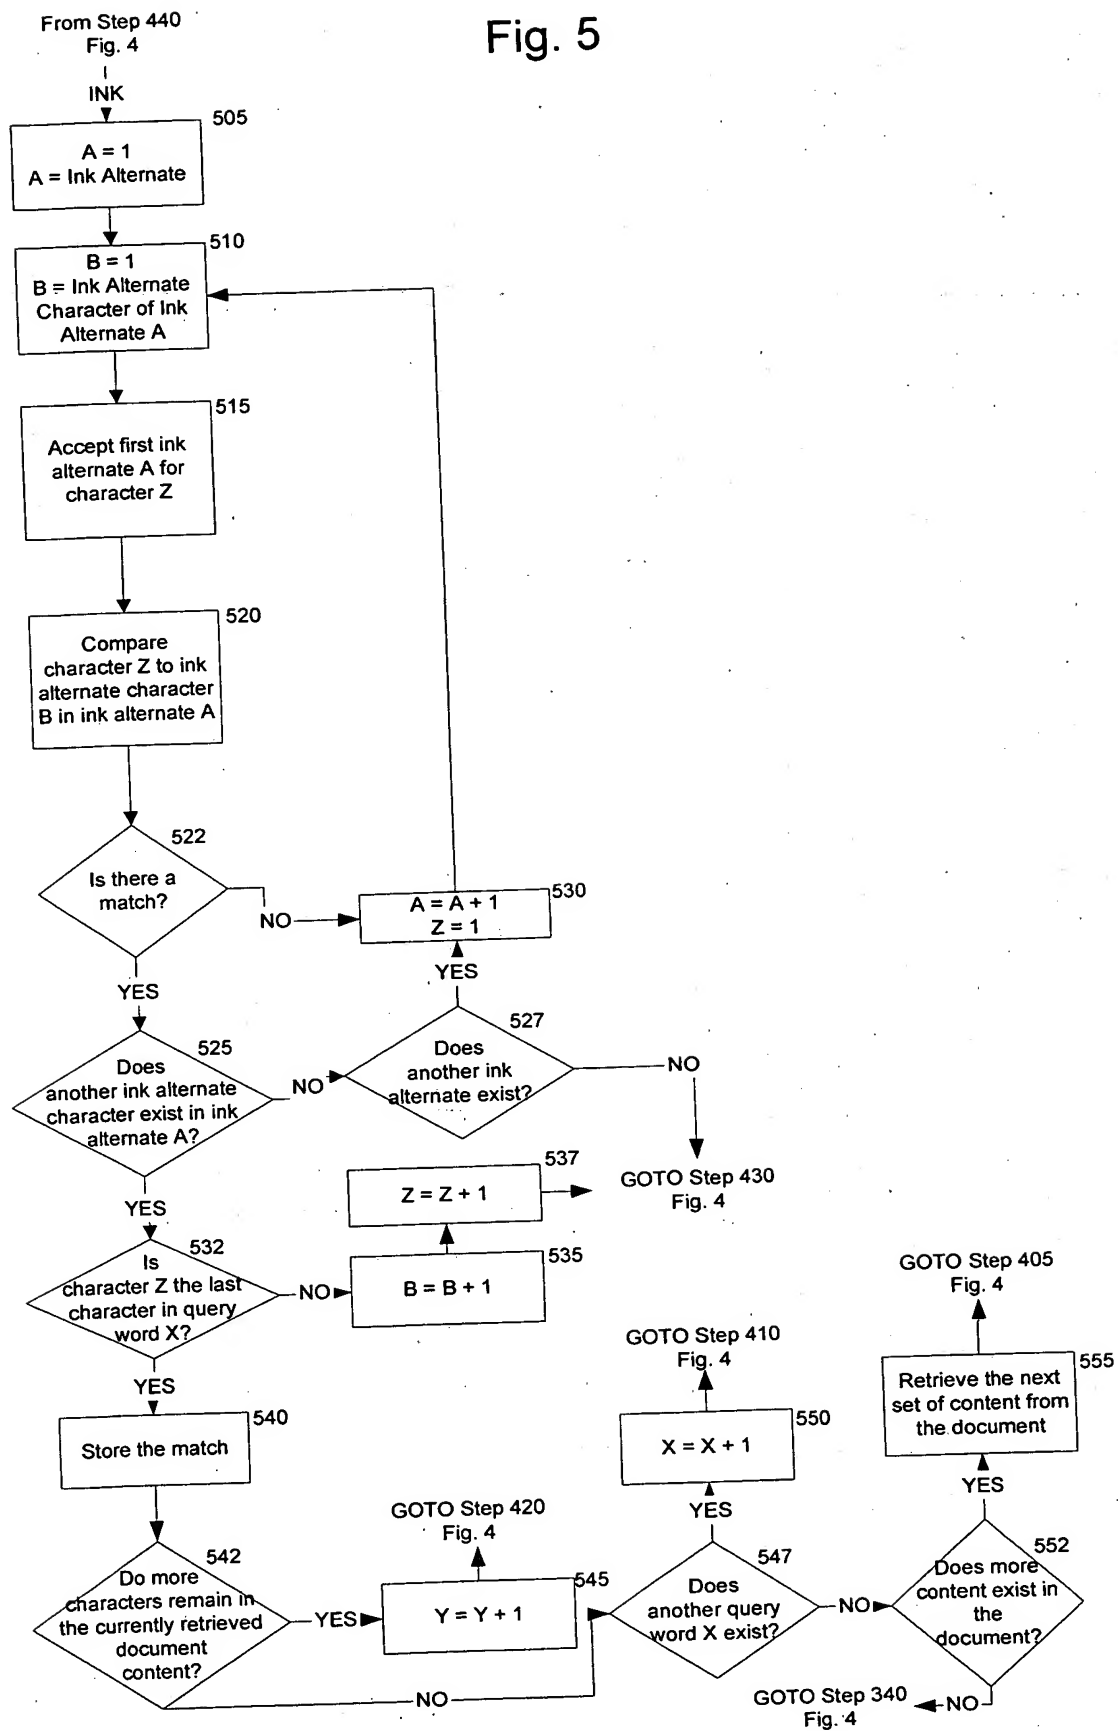 From Step 440
Fig. 4
Fig. 5
INK
505
A = 1
A = Ink Alternate
510
B = 1
B = Ink Alternate
Character of Ink
Alternate A
515
Accept first ink
alternate A for
character Z
520
Compare
character Z to ink
alternate character
B in ink alternate A
522
Is there a
match?
NO
530
A = A + 1
Z = 1
YES
YES
525
Does
another ink alternate
character exist in ink
alternate A?
NO
527
Does
another ink
alternate exist?
NO
GOTO Step 430
Fig. 4
537
Z = Z + 1
YES
532
Is
character Z the last
character in query
word X?
NO
535
B = B + 1
YES
540
Store the match
GOTO Step 410
Fig. 4
550
X = X + 1
YES
GOTO Step 405
Fig. 4
555
Retrieve the next
set of content from
the document
YES
542
Do more
characters remain in
the currently retrieved
document
content?
YES
GOTO Step 420
Fig. 4
545
Y = Y + 1
NO
547
Does
another query
word X exist?
NO
552
Does more
content exist in
the
document?
NO
GOTO Step 340
Fig. 4